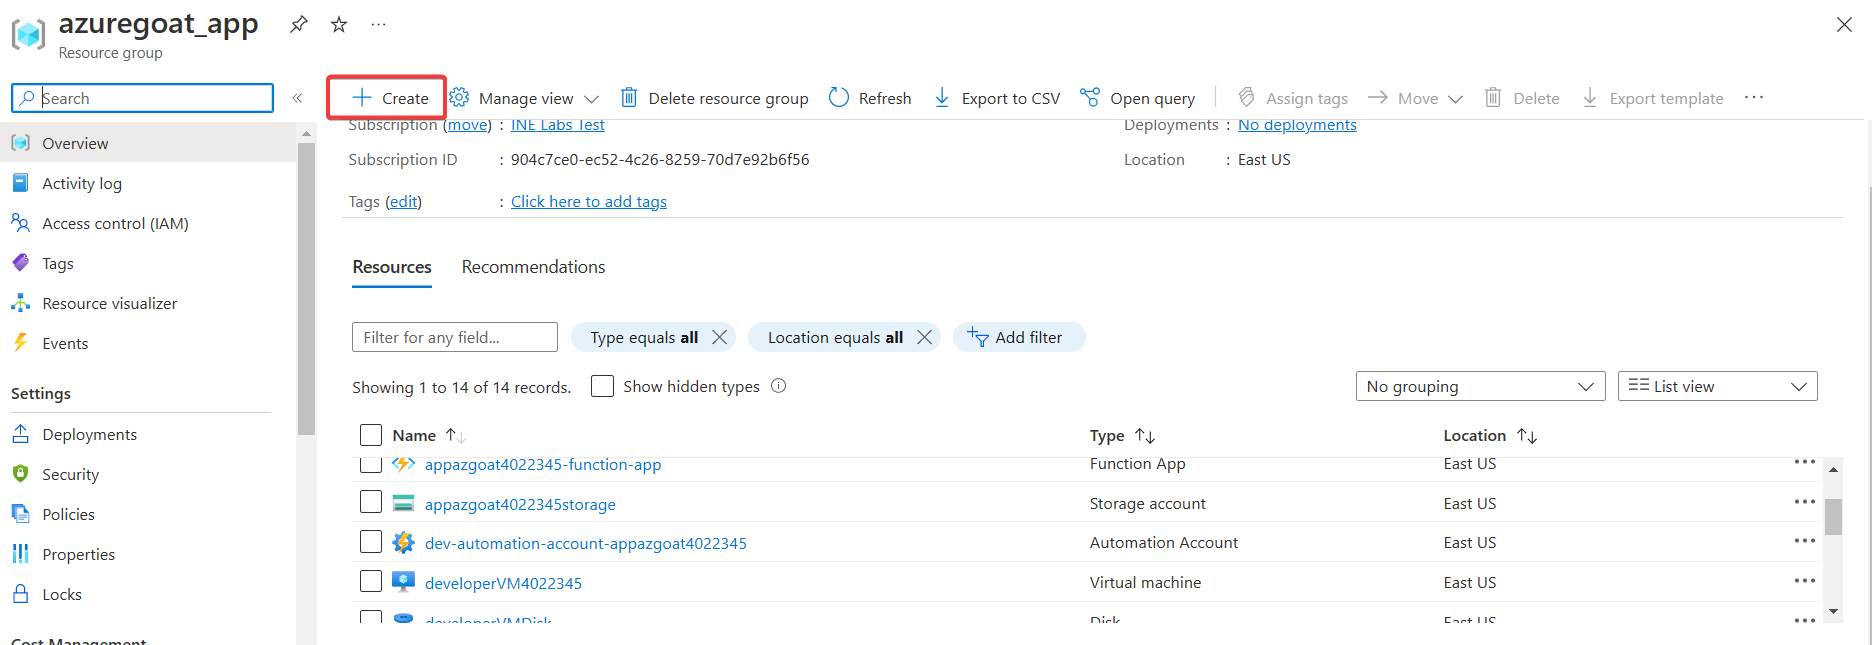 azuregoat_app
Resource group
Search
Create
Manage view
Delete resource group
Refresh
Export to CSV
Open query
Assign tags
Move
Delete
Export template
Overview
Activity log
Access control (IAM)
Tags
Resource visualizer
Events
Settings
Deployments
Security
Policies
Properties
Locks
Cost Management
Subscription (move) : INE Labs Test
Deployments : No deployments
Subscription ID : 904c7ce0-ec52-4c26-8259-70d7e92b6f56
Location : East US
Tags (edit) : Click here to add tags
Resources Recommendations
Filter for any field... Type equals all Location equals all Add filter
Showing 1 to 14 of 14 records. Show hidden types
No grouping List view
Name Type Location
appazgoat4022345-function-app Function App East US
appazgoat4022345storage Storage account East US
dev-automation-account-appazgoat4022345 Automation Account East US
developerVM4022345 Virtual machine East US
developerVMDisk Disk East US